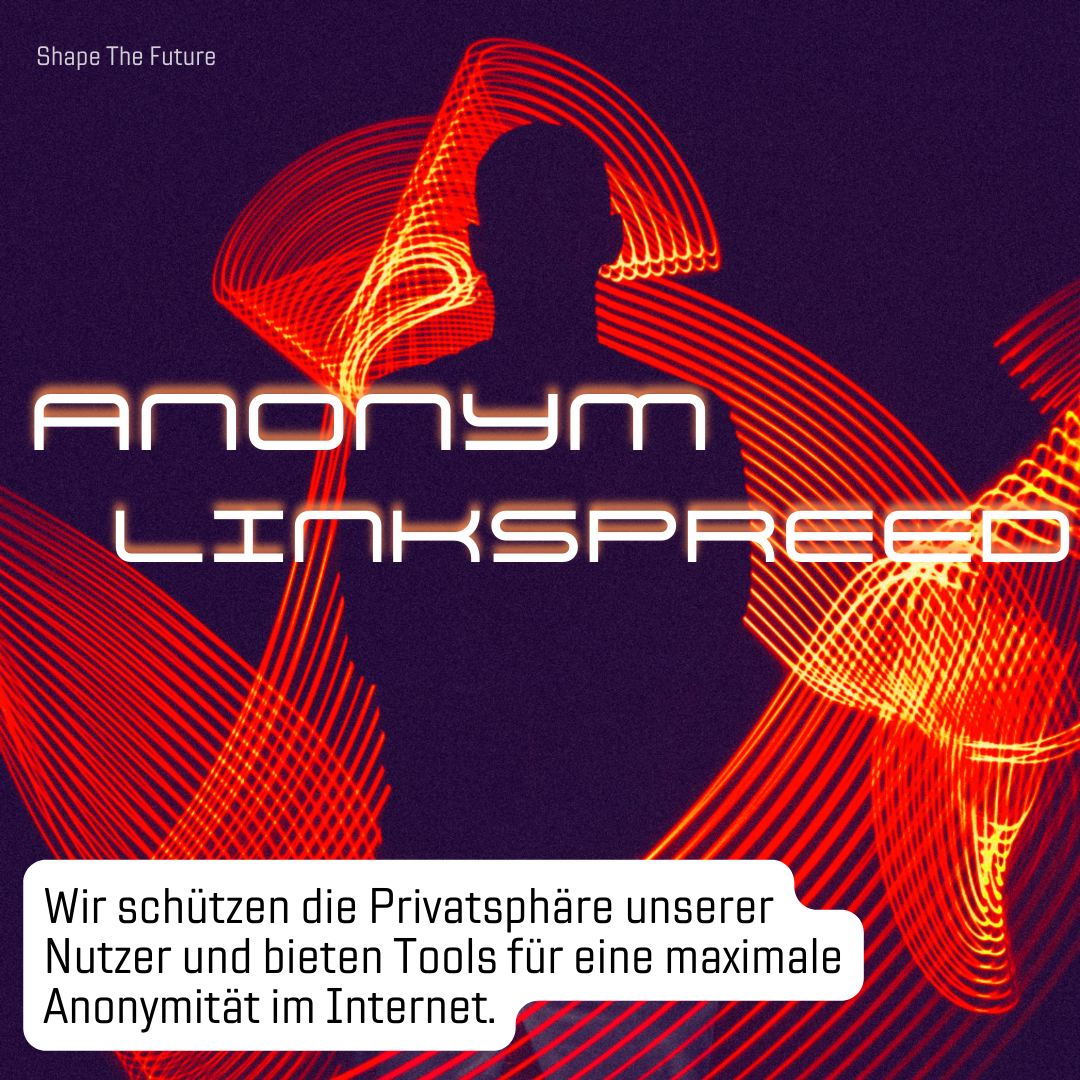 Shape The Future
ANONYM
LINKSPREED
Wir schützen die Privatsphäre unserer
Nutzer und bieten Tools für eine maximale
Anonymität im Internet.